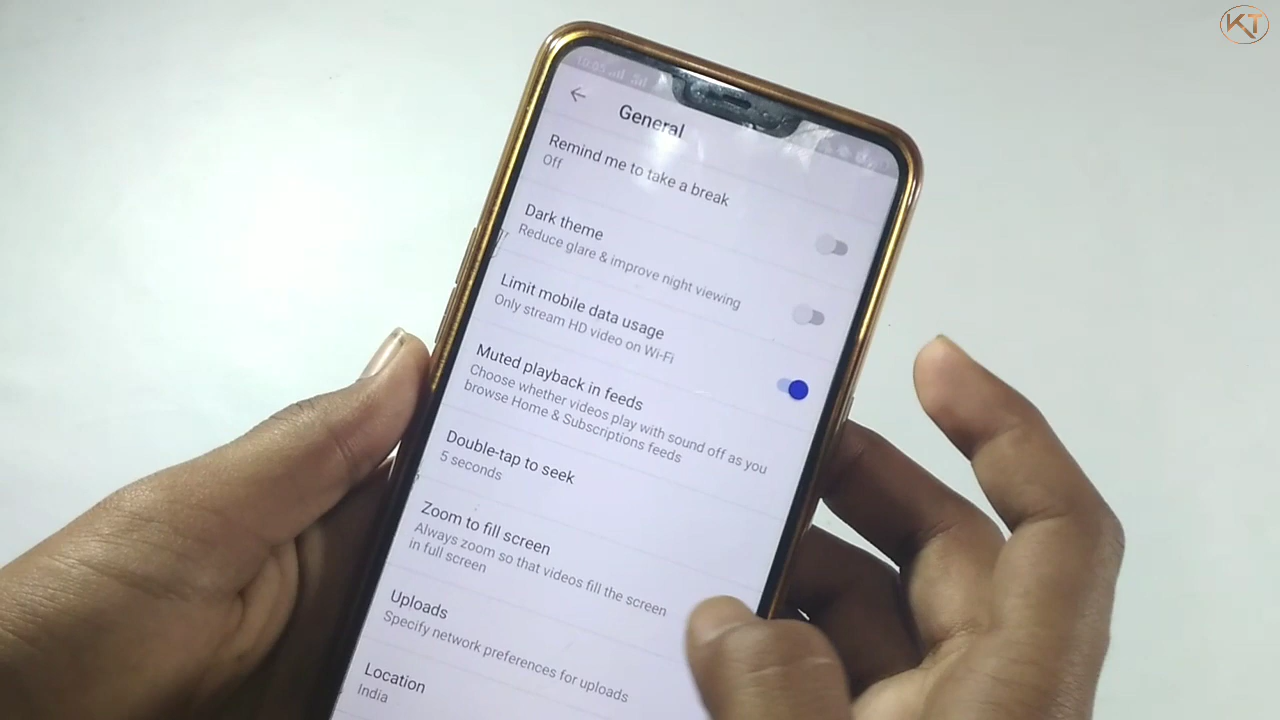 KT
10:05
General
Remind me to take a break
Off
Dark theme
Reduce glare & improve night viewing
Limit mobile data usage
Only stream HD video on Wi-Fi
Muted playback in feeds
Choose whether videos play with sound off as you
browse Home & Subscriptions feeds
Double-tap to seek
5 seconds
Zoom to fill screen
Always zoom so that videos fill the screen
in full screen
Uploads
Specify network preferences for uploads
Location
India